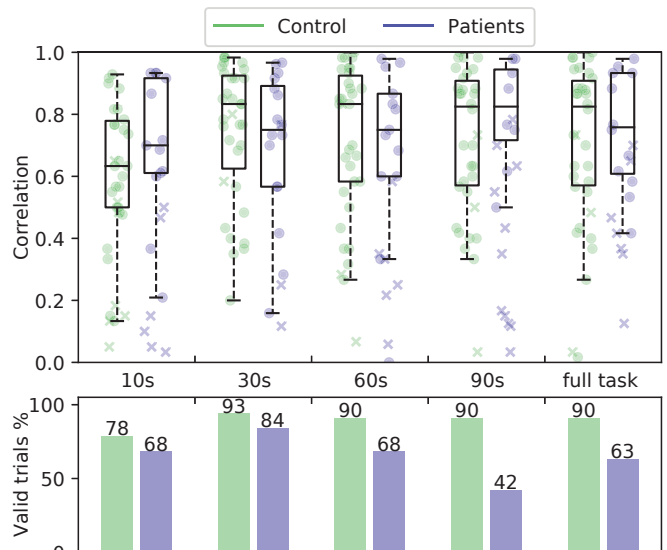 Control Patients
1.0
0.8
0.6
0.4
0.2
0.0
Correlation
10s 30s 60s 90s full task
100
50
0
Valid trials %
78 68 93 84 90 68 90 42 90 63